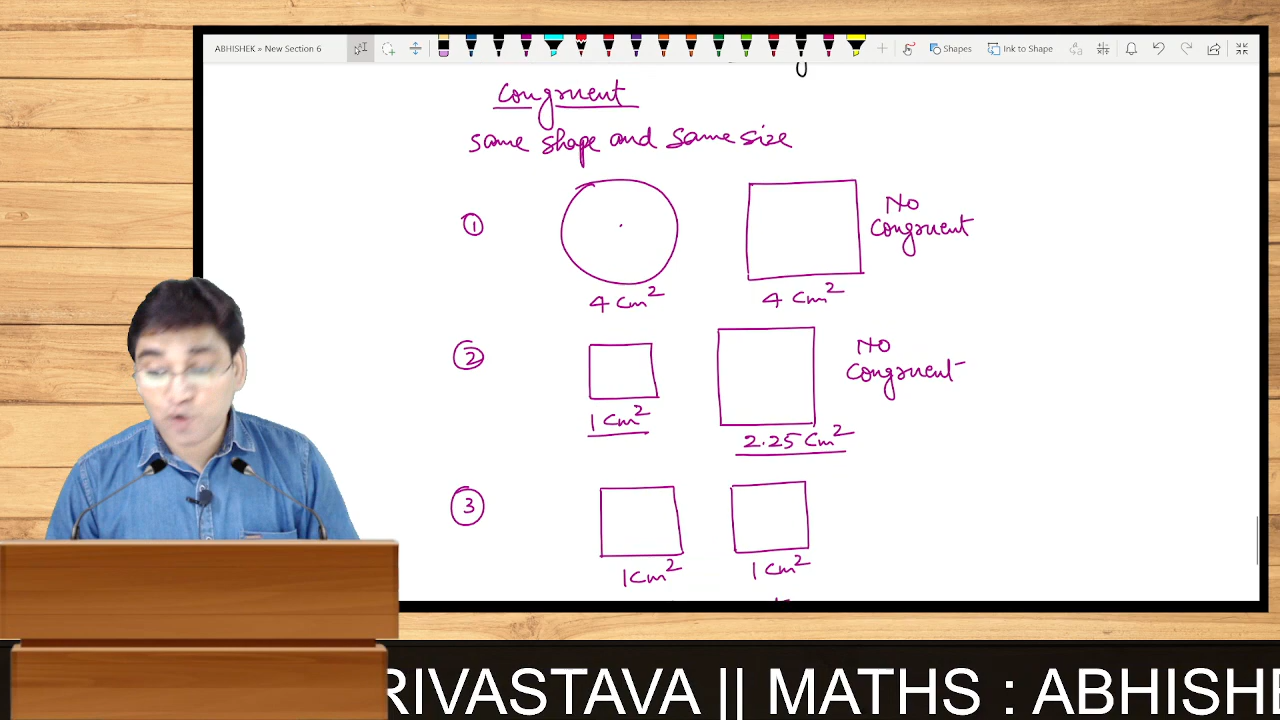 ABHISHEK » New Section 6
Shapes
Ink to Shape
Congruent
same shape and same size
① No
congruent
4 cm² 4 cm²
② No
congruent
1 cm² 2.25 cm²
③
1 cm² 1 cm²
RIVASTAVA || MATHS : ABHISHE